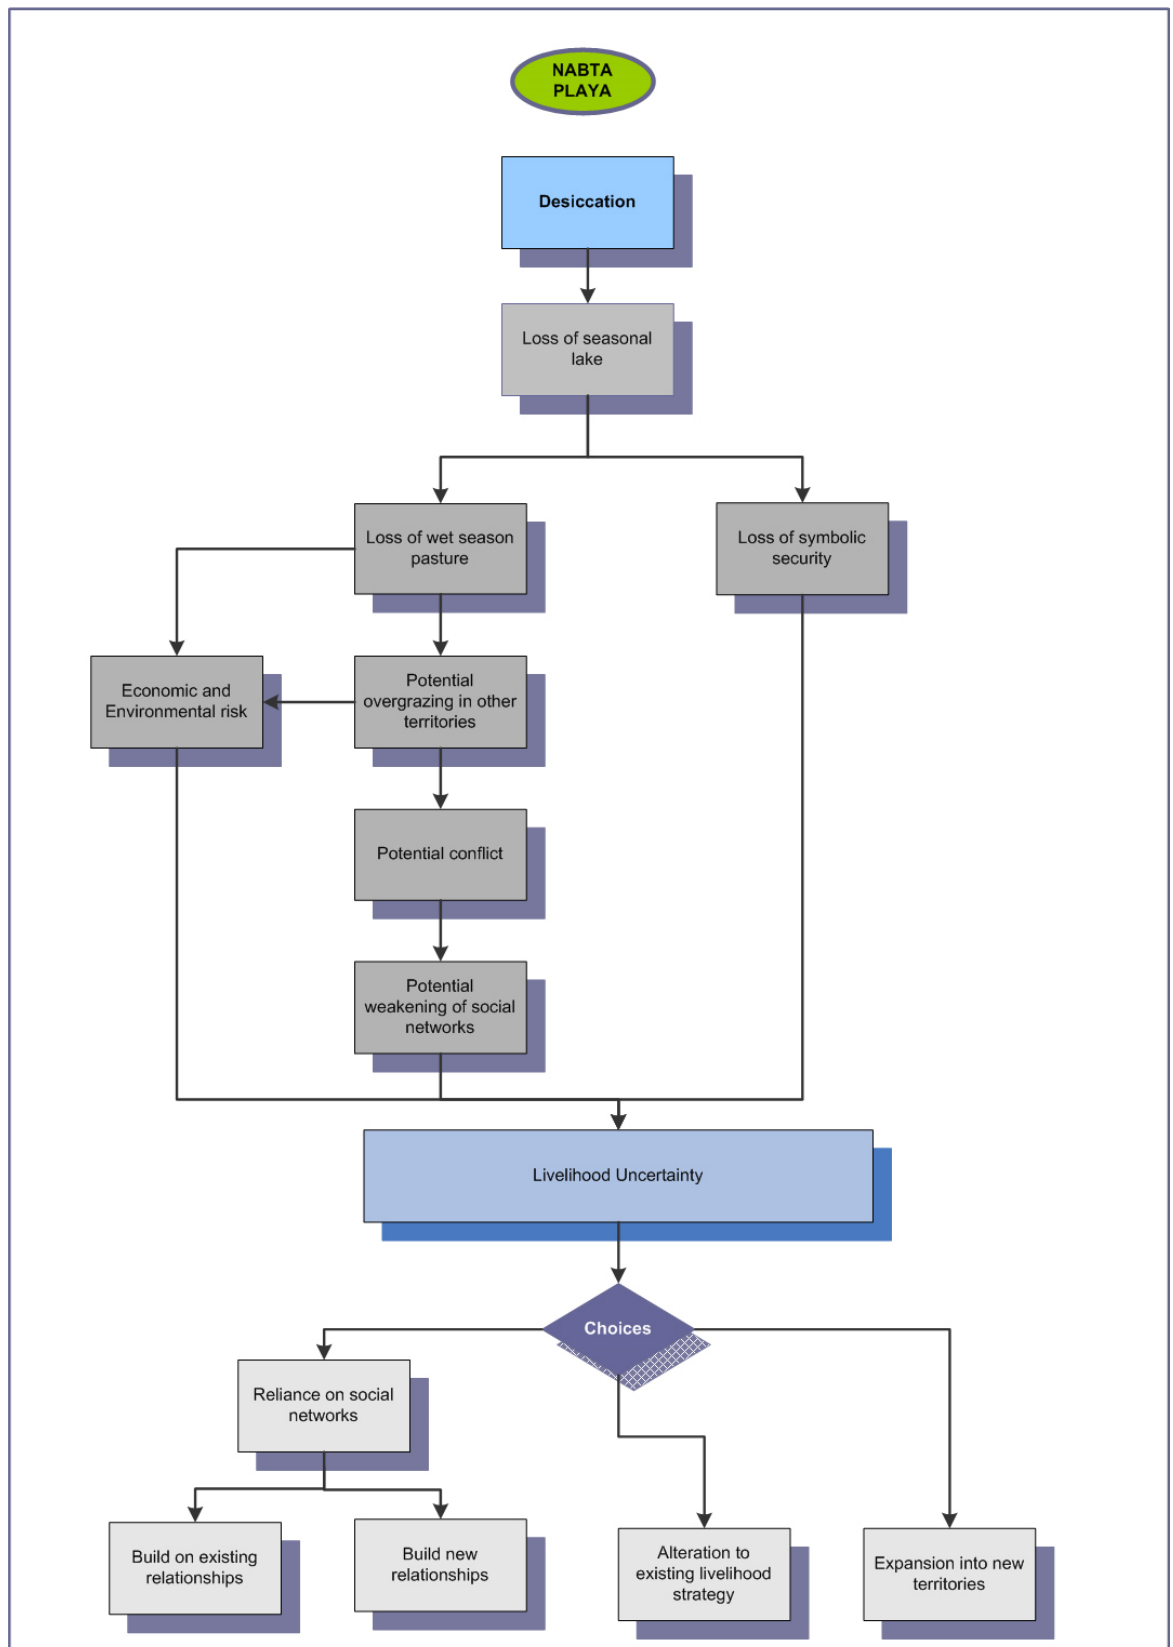 NABTA
PLAYA
Desiccation
Loss of seasonal
lake
Loss of wet season
pasture
Loss of symbolic
security
Economic and
Environmental risk
Potential
overgrazing in other
territories
Potential conflict
Potential
weakening of social
networks
Livelihood Uncertainty
Choices
Reliance on social
networks
Build on existing
relationships
Build new
relationships
Alteration to
existing livelihood
strategy
Expansion into new
territories